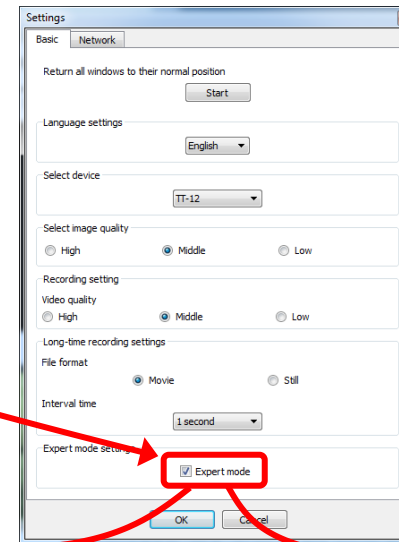 Settings
Basic Network
Return all windows to their normal position
Start
Language settings
English
Select device
TT-12
Select image quality
High Middle Low
Recording setting
Video quality
High Middle Low
Long-time recording settings
File format
Movie Still
Interval time
1 second
Expert mode settings
Expert mode
OK Cancel